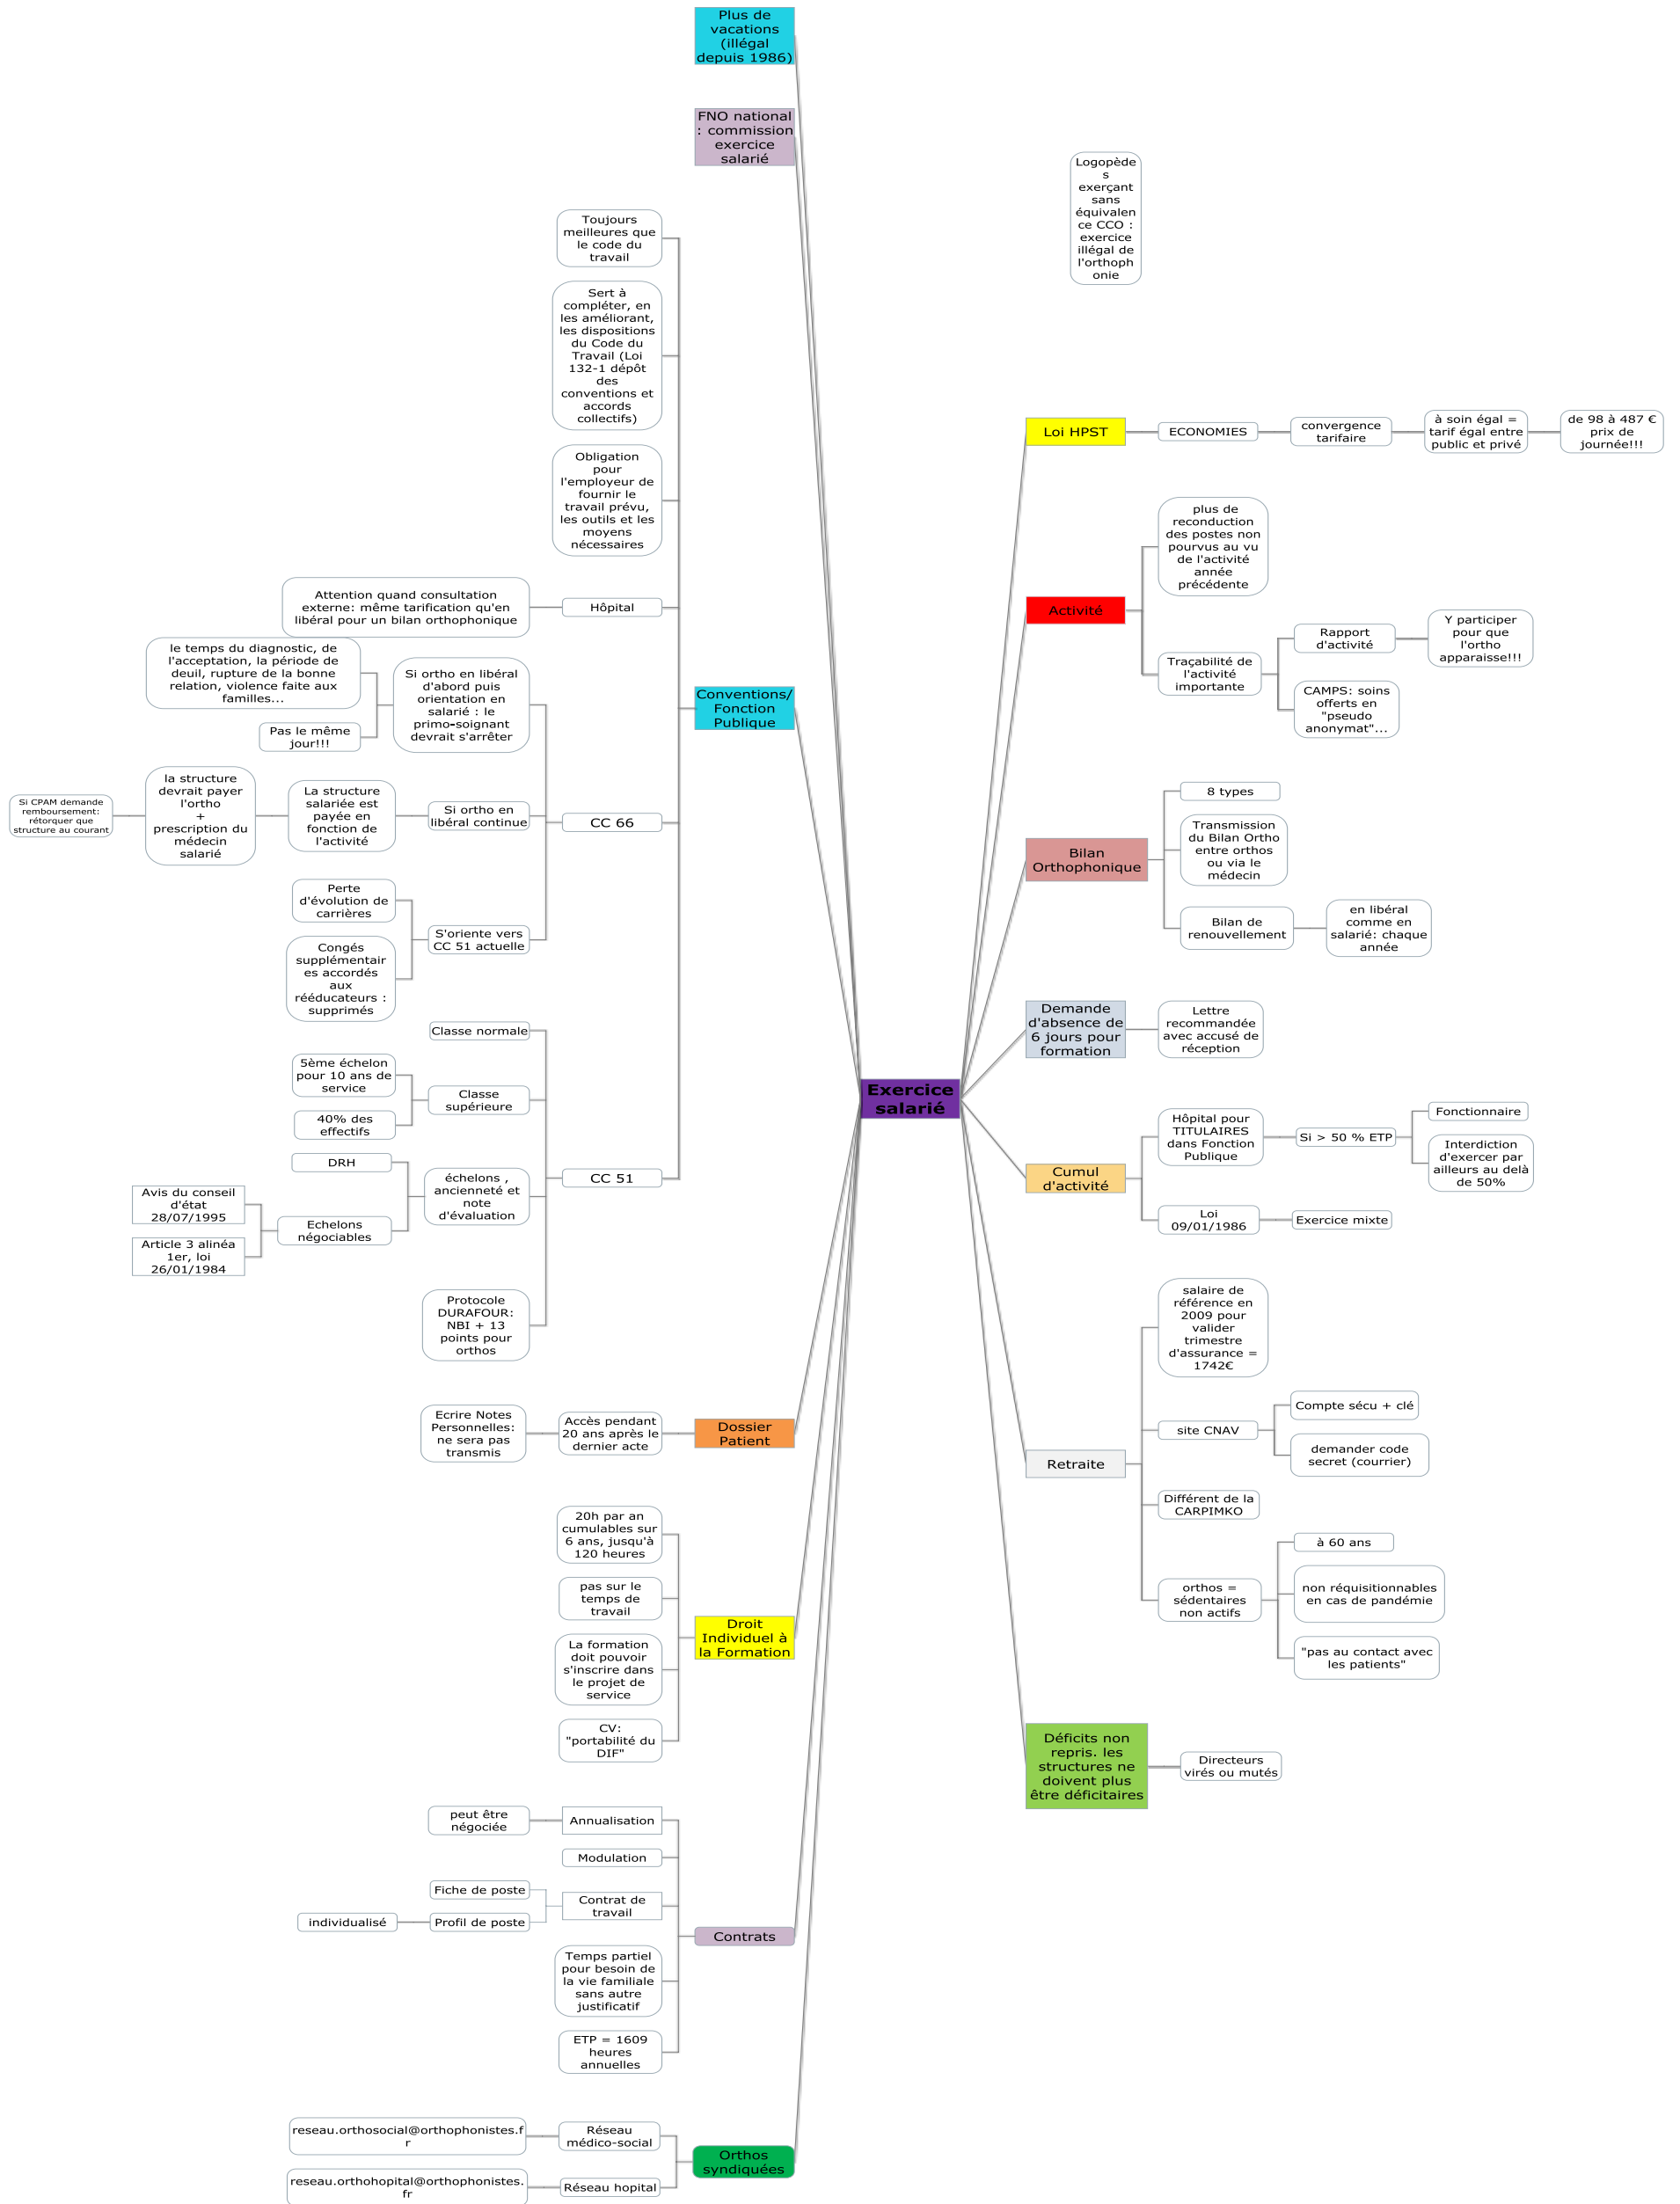 Plus de
vacations
(illégal
depuis 1986)
FNO national
: commission
exercice
salarié
Toujours
meilleures que
le code du
travail
Sert à
compléter, en
les améliorant,
les dispositions
du Code du
Travail (Loi
132-1 dépôt
des
conventions et
accords
collectifs)
Obligation
pour
l'employeur de
fournir le
travail prévu,
les outils et les
moyens
nécessaires
Attention quand consultation
externe: même tarification qu'en
libéral pour un bilan orthophonique
Hôpital
le temps du diagnostic, de
l'acceptation, la période de
deuil, rupture de la bonne
relation, violence faite aux
familles...
Pas le même
jour!!!
Si ortho en libéral
d'abord puis
orientation en
salarié : le
primo-soignant
devrait s'arrêter
Conventions/
Fonction
Publique
Si CPAM demande
remboursement:
rétorquer que
structure au courant
la structure
devrait payer
l'ortho
+
prescription du
médecin
salarié
La structure
salariée est
payée en
fonction de
l'activité
Si ortho en
libéral continue
CC 66
Perte
d'évolution de
carrières
Congés
supplémentair
es accordés
aux
rééducateurs :
supprimés
S'oriente vers
CC 51 actuelle
Classe normale
5ème échelon
pour 10 ans de
service
40% des
effectifs
Classe
supérieure
DRH
Avis du conseil
d'état
28/07/1995
Article 3 alinéa
1er, loi
26/01/1984
Echelons
négociables
échelons ,
ancienneté et
note
d'évaluation
CC 51
Protocole
DURAFOUR:
NBI + 13
points pour
orthos
Ecrire Notes
Personnelles:
ne sera pas
transmis
Accès pendant
20 ans après le
dernier acte
Dossier
Patient
20h par an
cumulables sur
6 ans, jusqu'à
120 heures
pas sur le
temps de
travail
La formation
doit pouvoir
s'inscrire dans
le projet de
service
CV:
"portabilité du
DIF"
Droit
Individuel à
la Formation
peut être
négociée
Annualisation
Modulation
Fiche de poste
individualisé
Profil de poste
Contrat de
travail
Temps partiel
pour besoin de
la vie familiale
sans autre
justificatif
ETP = 1609
heures
annuelles
Contrats
reseau.orthosocial@orthophonistes.f
r
Réseau
médico-social
reseau.orthohopital@orthophonistes.
fr
Réseau hopital
Orthos
syndiquées
Exercice
salarié
Logopède
s
exerçant
sans
équivalen
ce CCO :
exercice
illégal de
l'orthoph
onie
Loi HPST
ECONOMIES
convergence
tarifaire
à soin égal =
tarif égal entre
public et privé
de 98 à 487 €
prix de
journée!!!
Activité
plus de
reconduction
des postes non
pourvus au vu
de l'activité
année
précédente
Traçabilité de
l'activité
importante
Rapport
d'activité
Y participer
pour que
l'ortho
apparaisse!!!
CAMPS: soins
offerts en
"pseudo
anonymat"...
Bilan
Orthophonique
8 types
Transmission
du Bilan Ortho
entre orthos
ou via le
médecin
Bilan de
renouvellement
en libéral
comme en
salarié: chaque
année
Demande
d'absence de
6 jours pour
formation
Lettre
recommandée
avec accusé de
réception
Cumul
d'activité
Hôpital pour
TITULAIRES
dans Fonction
Publique
Si > 50 % ETP
Fonctionnaire
Interdiction
d'exercer par
ailleurs au delà
de 50%
Loi
09/01/1986
Exercice mixte
Retraite
salaire de
référence en
2009 pour
valider
trimestre
d'assurance =
1742€
site CNAV
Compte sécu + clé
demander code
secret (courrier)
Différent de la
CARPIMKO
orthos =
sédentaires
non actifs
à 60 ans
non réquisitionnables
en cas de pandémie
"pas au contact avec
les patients"
Déficits non
repris. les
structures ne
doivent plus
être déficitaires
Directeurs
virés ou mutés